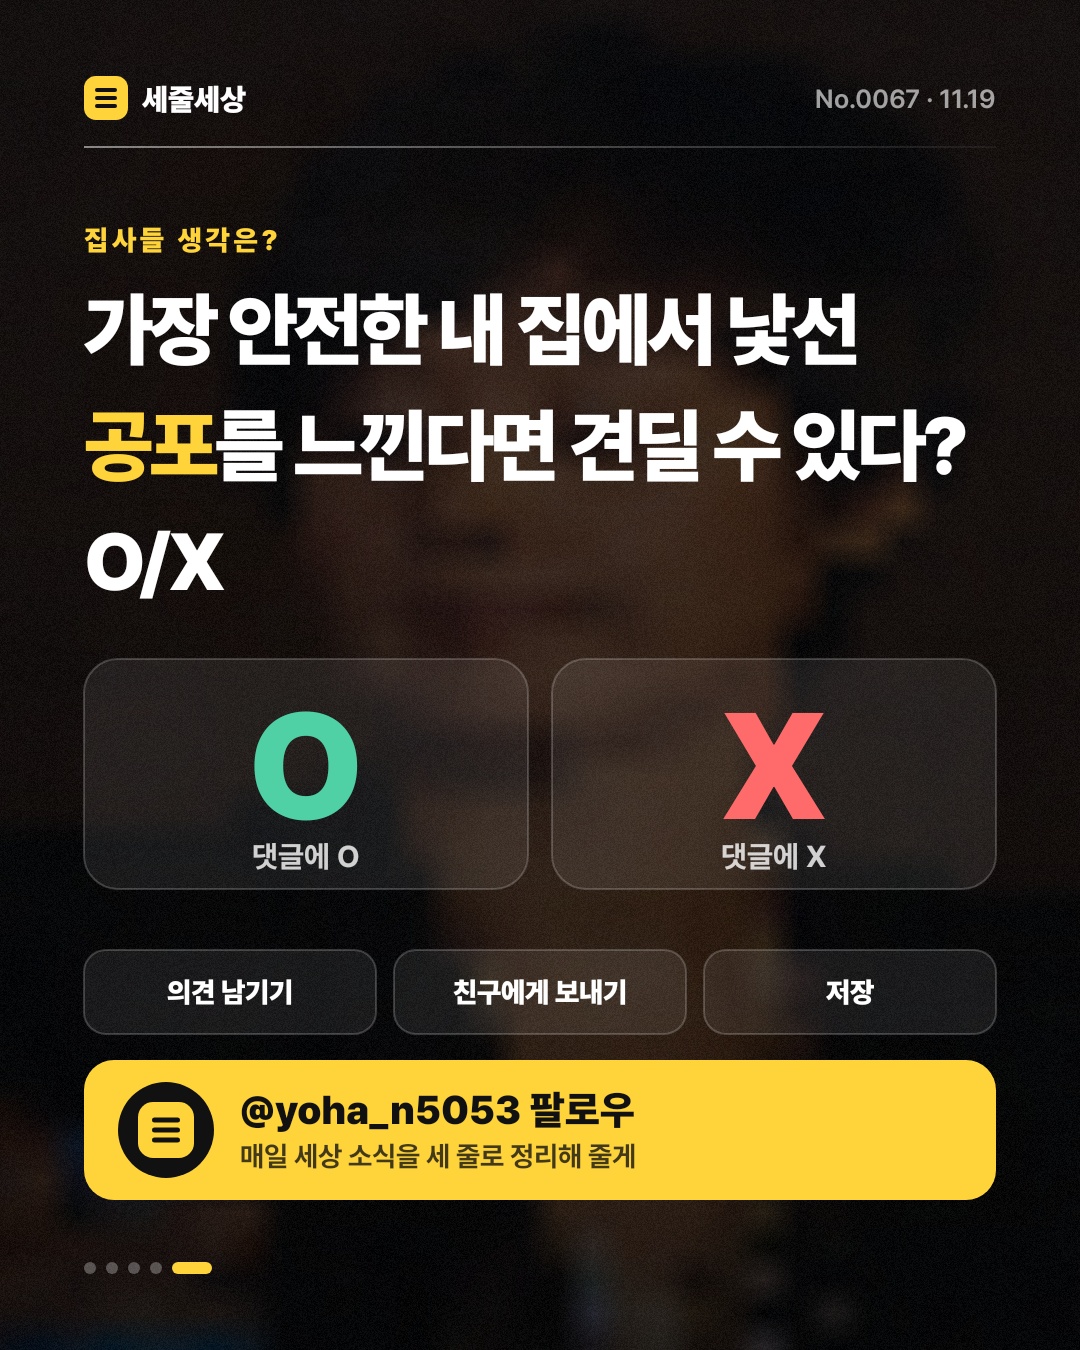 세줄세상
No.0067 · 11.19
집사들 생각은?
가장 안전한 내 집에서 낯선
공포를 느낀다면 견딜 수 있다?
O/X
O
댓글에 O
X
댓글에 X
의견 남기기
친구에게 보내기
저장
@yoha_n5053 팔로우
매일 세상 소식을 세 줄로 정리해 줄게